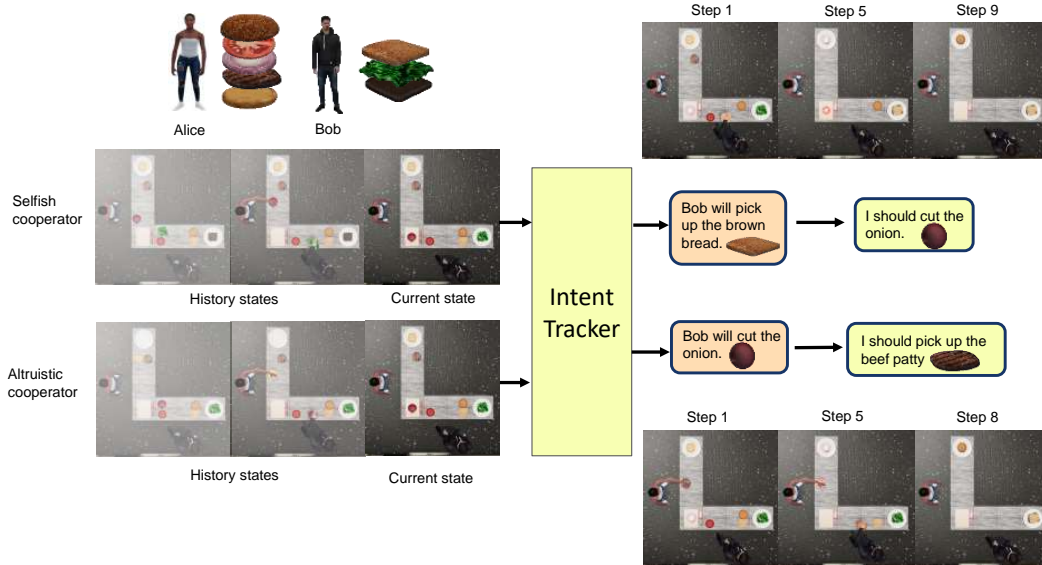 Step 1
Step 5
Step 9
Alice
Bob
Selfish
cooperator
History states
Current state
Intent
Tracker
Bob will pick
up the brown
bread.
I should cut the
onion.
Altruistic
cooperator
History states
Current state
Bob will cut the
onion.
I should pick up the
beef patty
Step 1
Step 5
Step 8